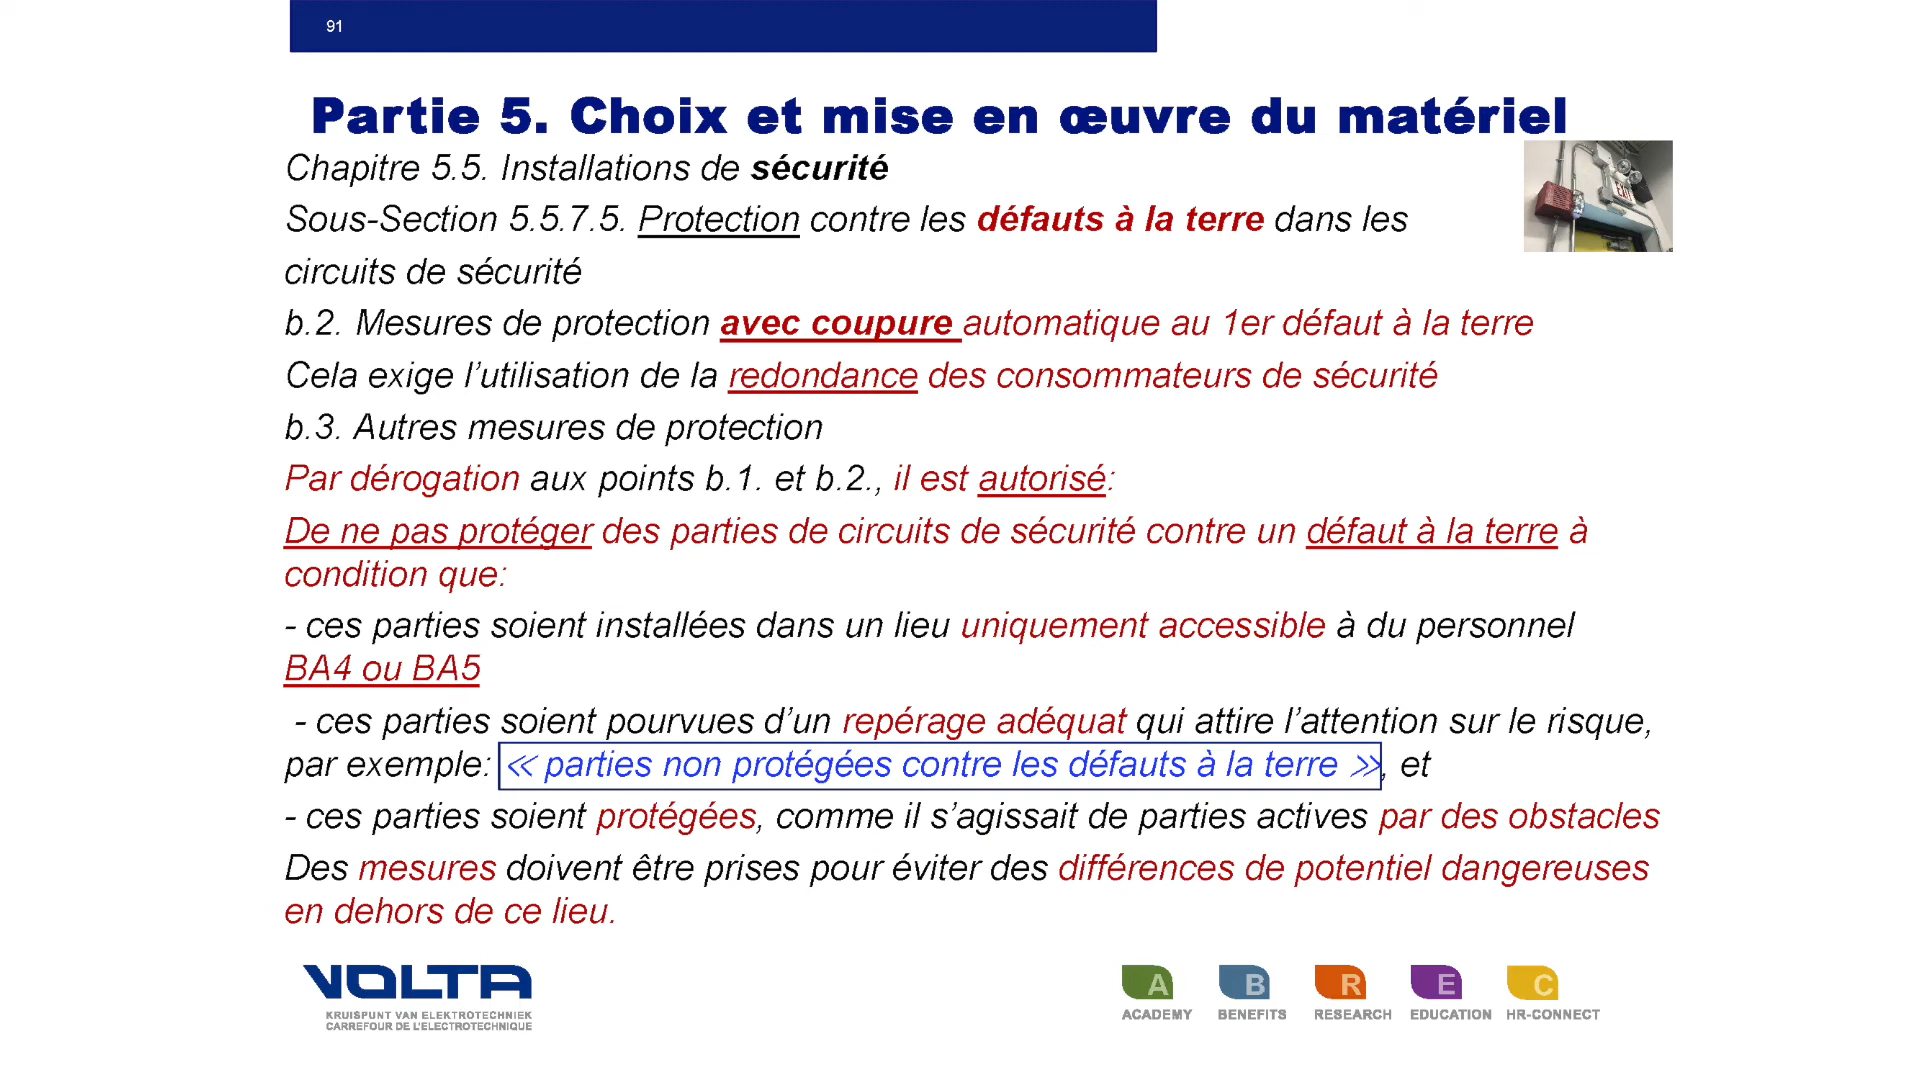 91
Partie 5. Choix et mise en œuvre du matériel
Chapitre 5.5. Installations de sécurité
Sous-Section 5.5.7.5. Protection contre les défauts à la terre dans les
circuits de sécurité
b.2. Mesures de protection avec coupure automatique au 1er défaut à la terre
Cela exige l’utilisation de la redondance des consommateurs de sécurité
b.3. Autres mesures de protection
Par dérogation aux points b.1. et b.2., il est autorisé:
De ne pas protéger des parties de circuits de sécurité contre un défaut à la terre à
condition que:
- ces parties soient installées dans un lieu uniquement accessible à du personnel
BA4 ou BA5
- ces parties soient pourvues d’un repérage adéquat qui attire l’attention sur le risque,
par exemple: « parties non protégées contre les défauts à la terre », et
- ces parties soient protégées, comme il s’agissait de parties actives par des obstacles
Des mesures doivent être prises pour éviter des différences de potentiel dangereuses
en dehors de ce lieu.
VOLTA
KRUISPUNT VAN ELEKTROTECHNIEK
CARREFOUR DE L'ELECTROTECHNIQUE
A B R E C
ACADEMY BENEFITS RESEARCH EDUCATION HR-CONNECT